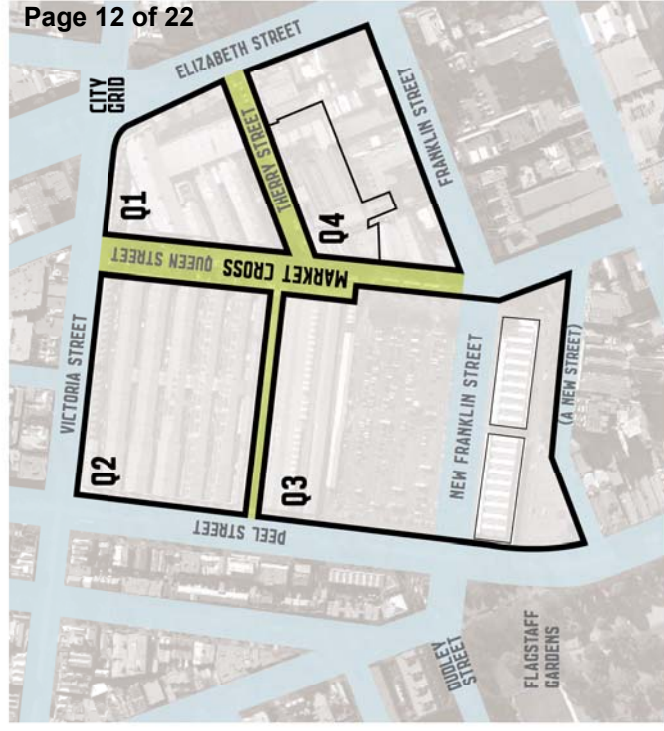 Page 12 of 22
ELIZABETH STREET
CITY
GRID
Q1
THERRY STREET
FRANKLIN STREET
Q4
QUEEN STREET
MARKET CROSS
VICTORIA STREET
Q2
Q3
NEW FRANKLIN STREET
(A NEW STREET)
PEEL STREET
DUDLEY
STREET
FLAGSTAFF
GARDENS